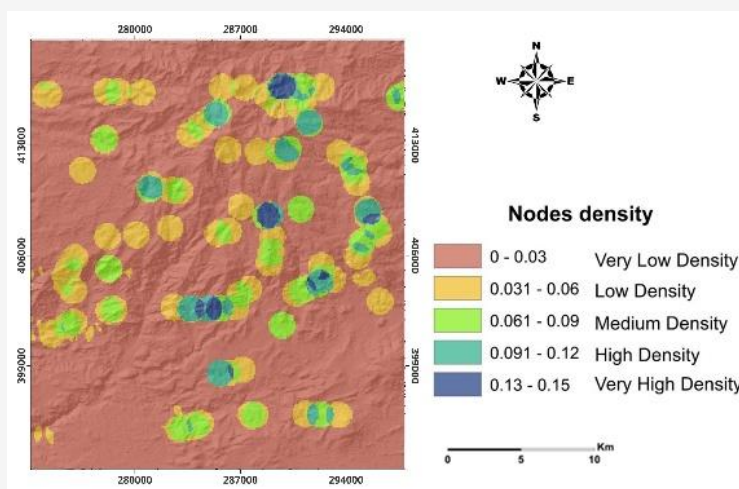 280000 287000 294000
N
W E
S
413000 413000
Nodes density
0 - 0.03 Very Low Density
406000 406000
0.031 - 0.06 Low Density
0.061 - 0.09 Medium Density
0.091 - 0.12 High Density
399000 399000
0.13 - 0.15 Very High Density
Km
0 5 10
280000 287000 294000